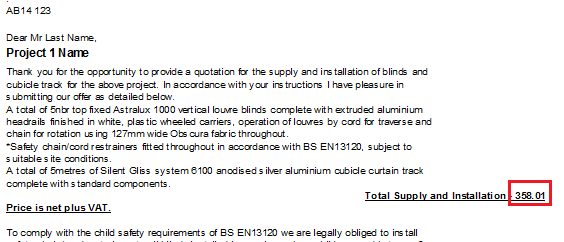 AB14 123
Dear Mr Last Name,
Project 1 Name
Thank you for the opportunity to provide a quotation for the supply and installation of blinds and
cubicle track for the above project. In accordance with your instructions I have pleasure in
submitting our offer as detailed below.
A total of 5nbr top fixed Astralux 1000 vertical louvre blinds complete with extruded aluminium
headrails finished in white, plastic wheeled carriers, operation of louvres by cord for traverse and
chain for rotation using 127mm wide Obscura fabric throughout.
*Safety chain/cord restrainers fitted throughout in accordance with BS EN13120, subject to
suitable site conditions.
A total of 5metres of Silent Gliss system 6100 anodised silver aluminium cubicle curtain track
complete with standard components.
Total Supply and Installation - 358.01
Price is net plus VAT.
To comply with the child safety requirements of BS EN13120 we are legally obliged to install